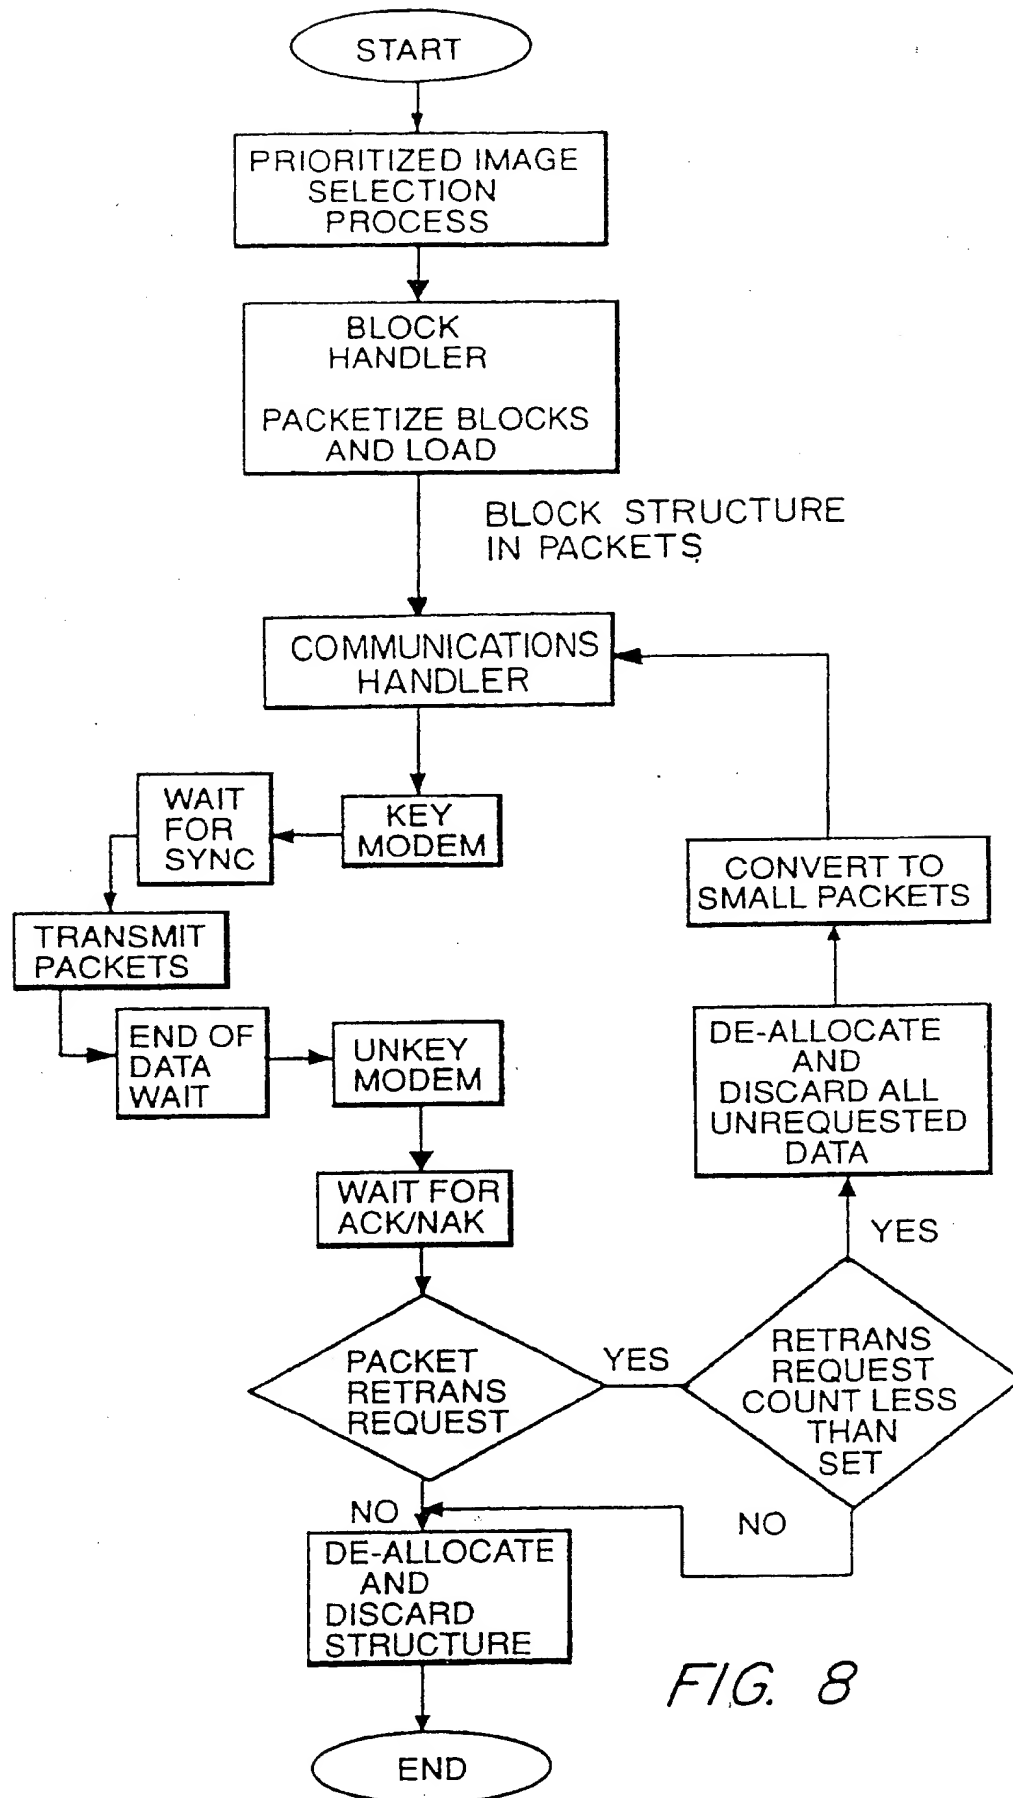 START
PRIORITIZED IMAGE
SELECTION
PROCESS
BLOCK
HANDLER
PACKETIZE BLOCKS
AND LOAD
BLOCK STRUCTURE
IN PACKETS
COMMUNICATIONS
HANDLER
WAIT
FOR
SYNC
KEY
MODEM
CONVERT TO
SMALL PACKETS
TRANSMIT
PACKETS
END OF
DATA
WAIT
UNKEY
MODEM
DE-ALLOCATE
AND
DISCARD ALL
UNREQUESTED
DATA
WAIT FOR
ACK/NAK
YES
PACKET
RETRANS
REQUEST
YES
RETRANS
REQUEST
COUNT LESS
THAN
SET
NO
NO
DE-ALLOCATE
AND
DISCARD
STRUCTURE
FIG. 8
END